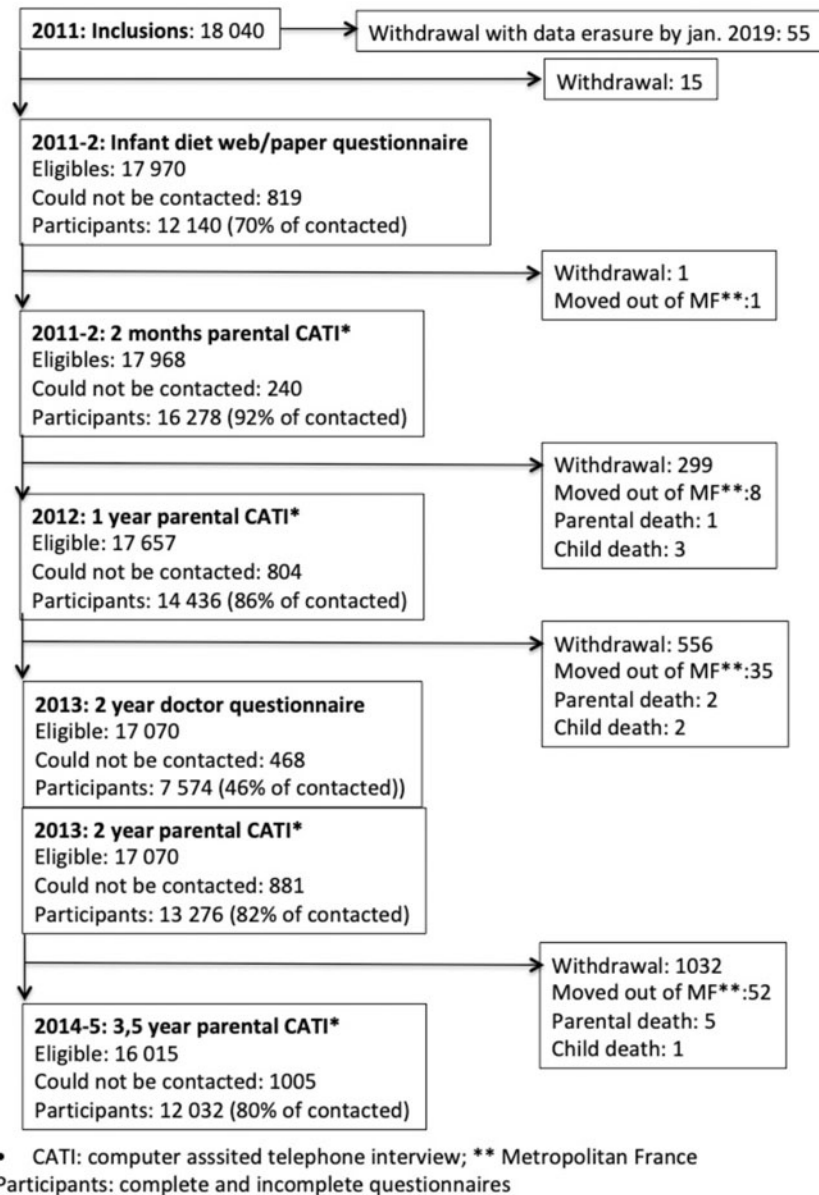 2011: Inclusions: 18 040
Withdrawal with data erasure by jan. 2019: 55
Withdrawal: 15
2011-2: Infant diet web/paper questionnaire
Eligibles: 17 970
Could not be contacted: 819
Participants: 12 140 (70% of contacted)
Withdrawal: 1
Moved out of MF**:1
2011-2: 2 months parental CATI*
Eligibles: 17 968
Could not be contacted: 240
Participants: 16 278 (92% of contacted)
Withdrawal: 299
Moved out of MF**:8
Parental death: 1
Child death: 3
2012: 1 year parental CATI*
Eligible: 17 657
Could not be contacted: 804
Participants: 14 436 (86% of contacted)
Withdrawal: 556
Moved out of MF**:35
Parental death: 2
Child death: 2
2013: 2 year doctor questionnaire
Eligible: 17 070
Could not be contacted: 468
Participants: 7 574 (46% of contacted))
2013: 2 year parental CATI*
Eligible: 17 070
Could not be contacted: 881
Participants: 13 276 (82% of contacted)
Withdrawal: 1032
Moved out of MF**:52
Parental death: 5
Child death: 1
2014-5: 3,5 year parental CATI*
Eligible: 16 015
Could not be contacted: 1005
Participants: 12 032 (80% of contacted)
• CATI: computer asssited telephone interview; ** Metropolitan France
Participants: complete and incomplete questionnaires